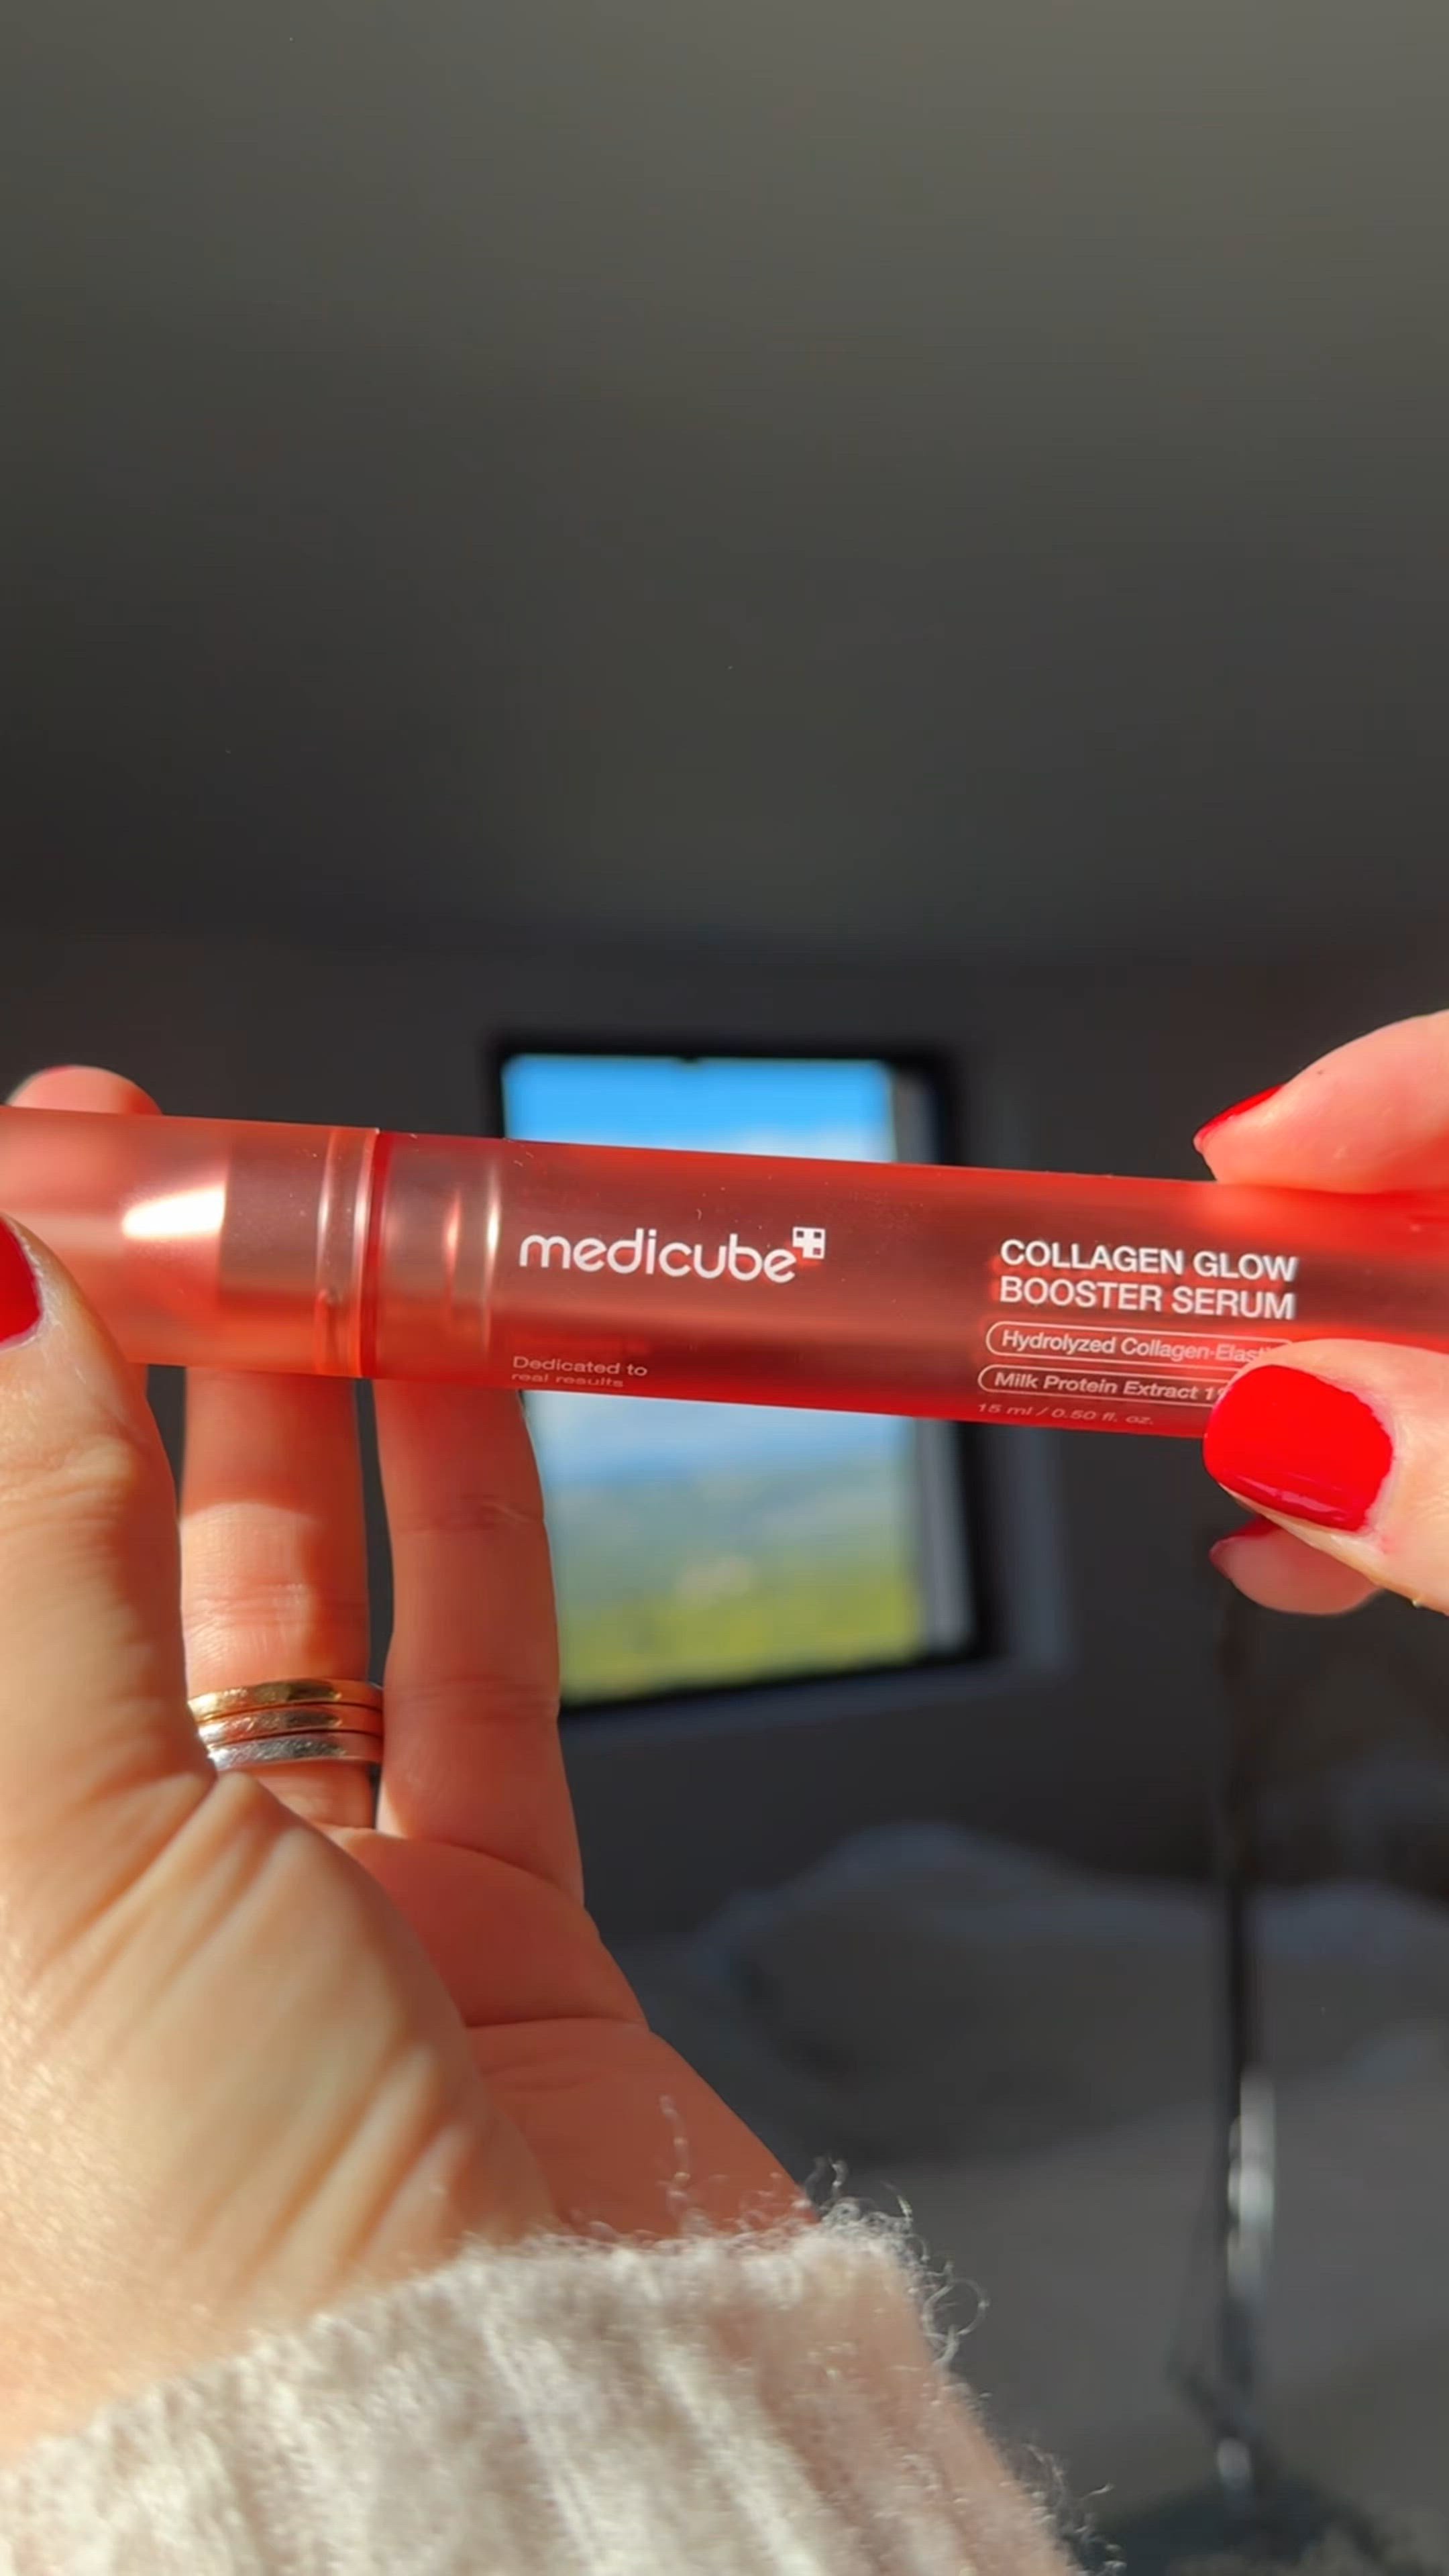 medicube
Dedicated to
real results
COLLAGEN GLOW
BOOSTER SERUM
Hydrolyzed Collagen-Elasti
Milk Protein Extract
15 ml / 0.50 fl. oz.